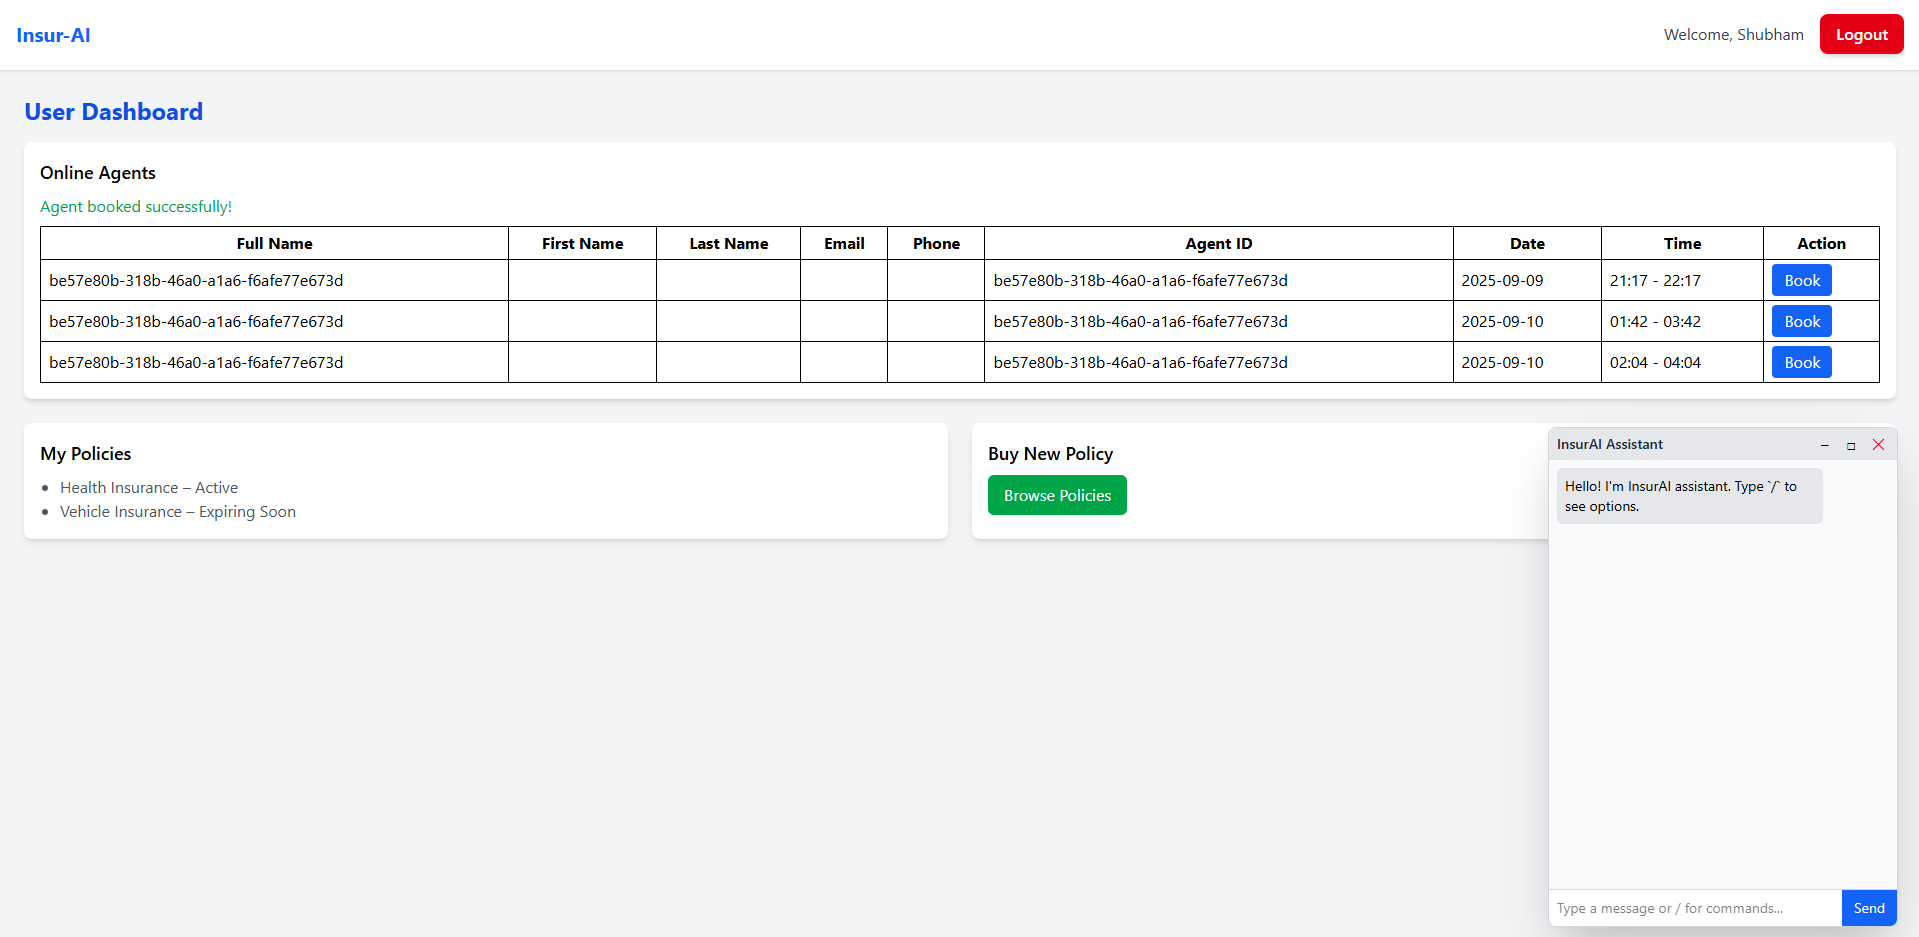 Insur-AI
Welcome, Shubham
Logout
User Dashboard
Online Agents
Agent booked successfully!
Full Name First Name Last Name Email Phone Agent ID Date Time Action
be57e80b-318b-46a0-a1a6-f6afe77e673d be57e80b-318b-46a0-a1a6-f6afe77e673d 2025-09-09 21:17 - 22:17 Book
be57e80b-318b-46a0-a1a6-f6afe77e673d be57e80b-318b-46a0-a1a6-f6afe77e673d 2025-09-10 01:42 - 03:42 Book
be57e80b-318b-46a0-a1a6-f6afe77e673d be57e80b-318b-46a0-a1a6-f6afe77e673d 2025-09-10 02:04 - 04:04 Book
My Policies
Health Insurance – Active
Vehicle Insurance – Expiring Soon
Buy New Policy
Browse Policies
InsurAI Assistant
Hello! I'm InsurAI assistant. Type `/` to
see options.
Type a message or / for commands...
Send